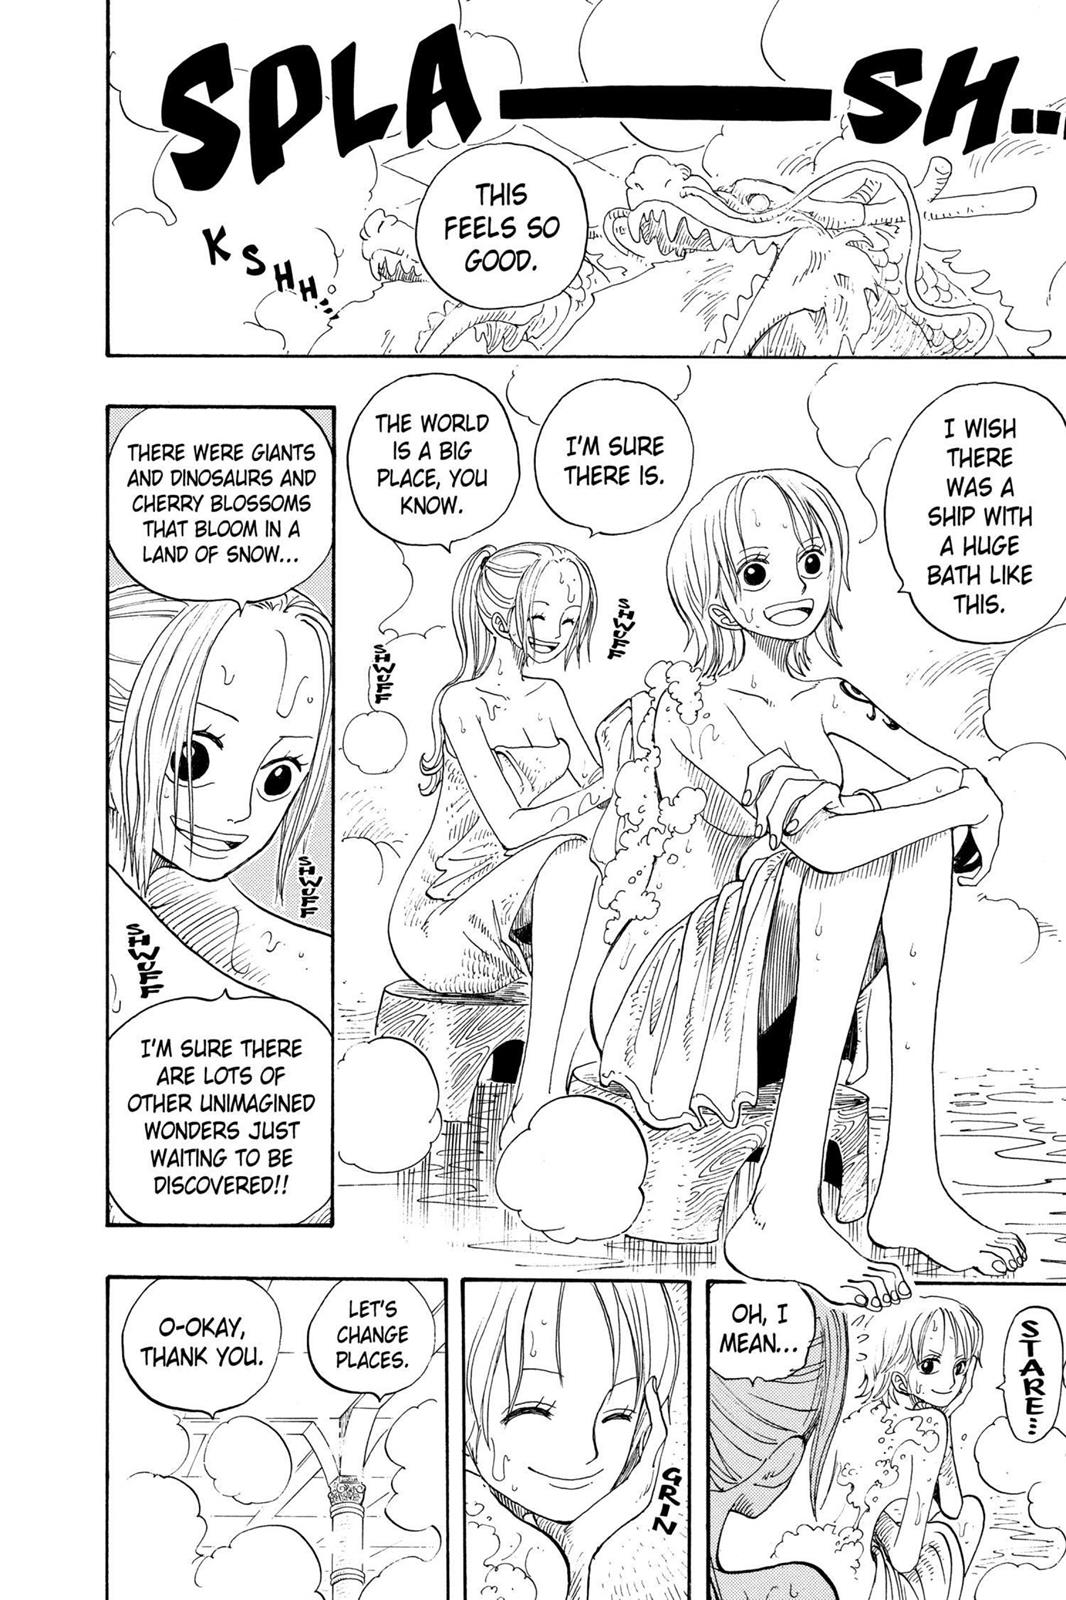 SPLA—SH...
THIS
FEELS SO
GOOD.
KSHH...
I WISH
THERE
WAS A
SHIP WITH
A HUGE
BATH LIKE
THIS.
I'M SURE
THERE IS.
THE WORLD
IS A BIG
PLACE, YOU
KNOW.
SHWUFF
SHWUFF
THERE WERE GIANTS
AND DINOSAURS AND
CHERRY BLOSSOMS
THAT BLOOM IN A
LAND OF SNOW...
SHWUFF
SHWUFF
I'M SURE THERE
ARE LOTS OF
OTHER UNIMAGINED
WONDERS JUST
WAITING TO BE
DISCOVERED!!
STARE...
OH, I
MEAN...
GRIN
LET'S
CHANGE
PLACES.
O-OKAY,
THANK YOU.